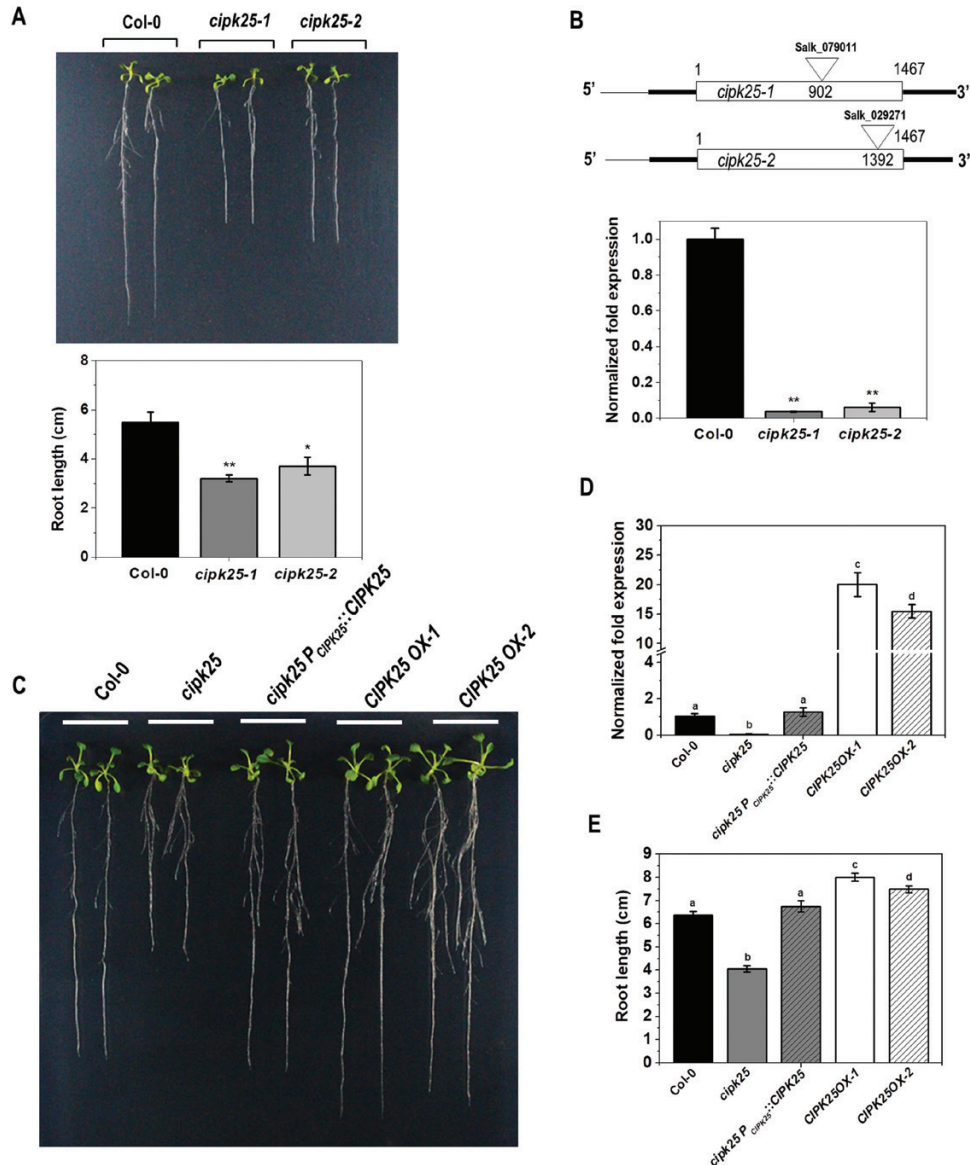 A
Col-0 cipk25-1 cipk25-2
8
6
4
2
0
Root length (cm)
** *
Col-0 cipk25-1 cipk25-2
B
Salk_079011
1 1467
5' cipk25-1 902 3'
Salk_029271
1 1467
5' cipk25-2 1392 3'
1.0
0.8
0.6
0.4
0.2
0.0
Normalized fold expression
** **
Col-0 cipk25-1 cipk25-2
C
Col-0 cipk25 cipk25 PCIPK25::CIPK25 CIPK25 OX-1 CIPK25 OX-2
D
30
25
20
15
10
4
2
0
Normalized fold expression
a b a c d
Col-0 cipk25 cipk25 PCIPK25::CIPK25 CIPK25OX-1 CIPK25OX-2
E
9
8
7
6
5
4
3
2
1
0
Root length (cm)
a b a c d
Col-0 cipk25 cipk25 PCIPK25::CIPK25 CIPK25OX-1 CIPK25OX-2